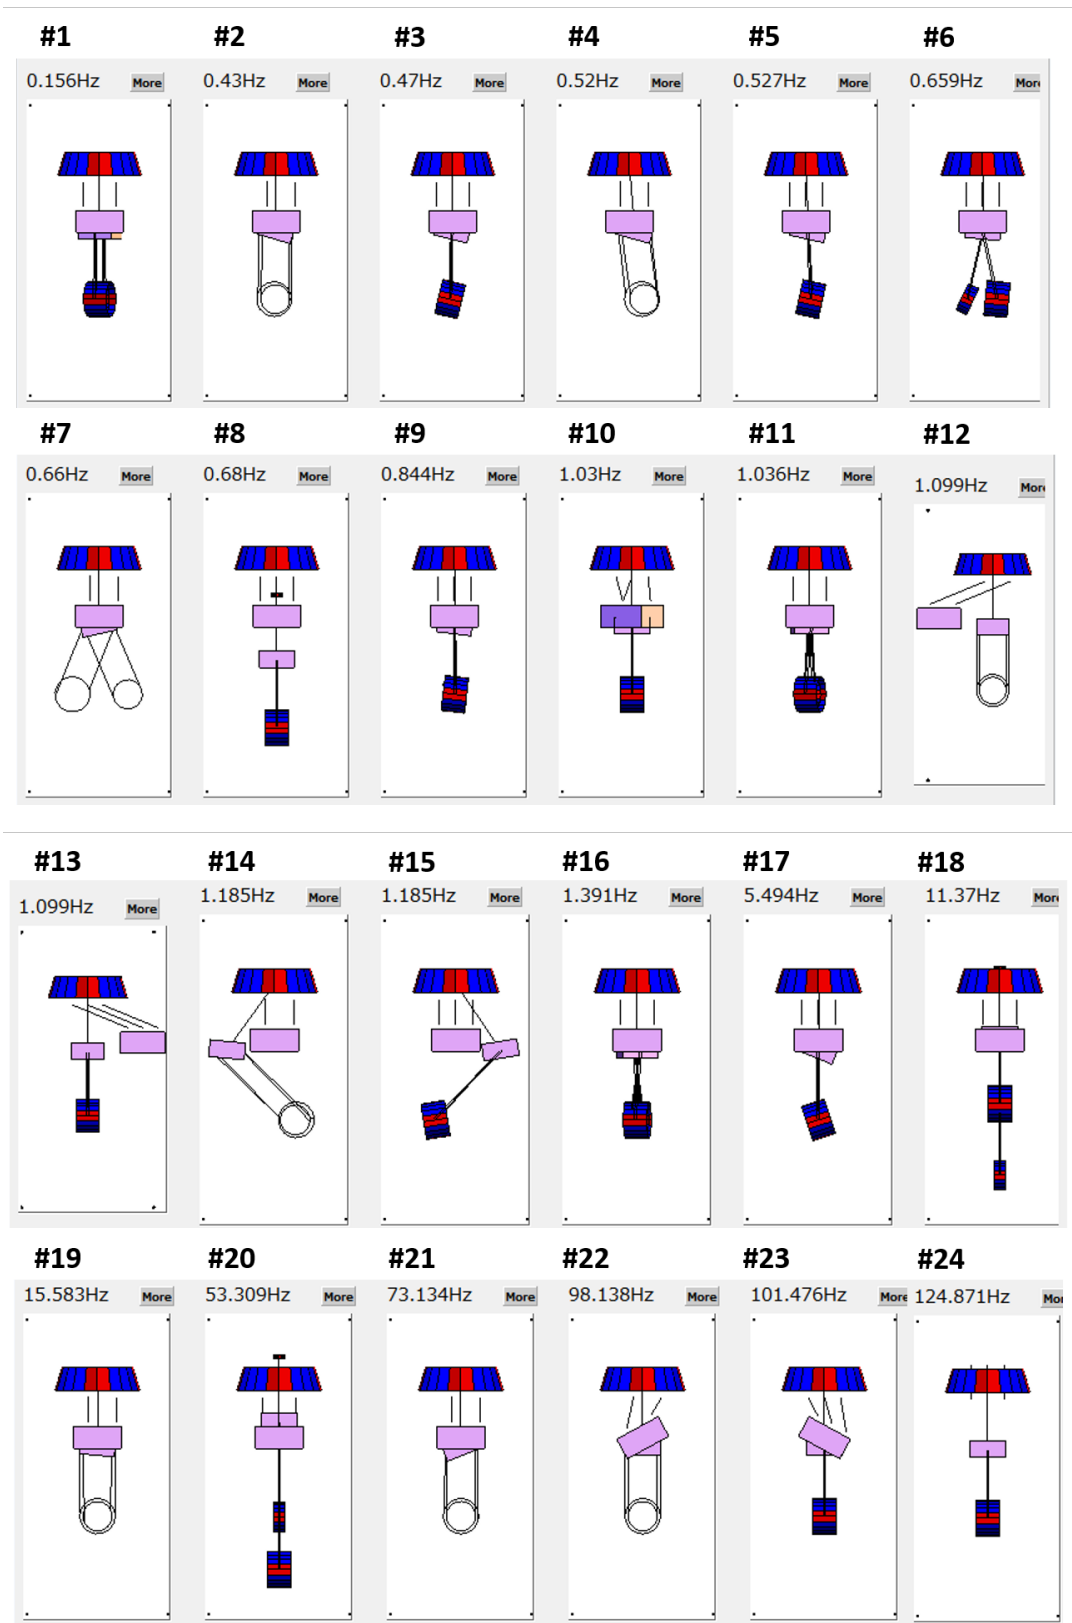 #1 #2 #3 #4 #5 #6
0.156Hz More 0.43Hz More 0.47Hz More 0.52Hz More 0.527Hz More 0.659Hz
#7 #8 #9 #10 #11 #12
0.66Hz More 0.68Hz More 0.844Hz More 1.03Hz More 1.036Hz More 1.099Hz
#13 #14 #15 #16 #17 #18
1.099Hz More 1.185Hz More 1.185Hz More 1.391Hz More 5.494Hz More 11.37Hz
#19 #20 #21 #22 #23 #24
15.583Hz More 53.309Hz More 73.134Hz More 98.138Hz More 101.476Hz More 124.871Hz